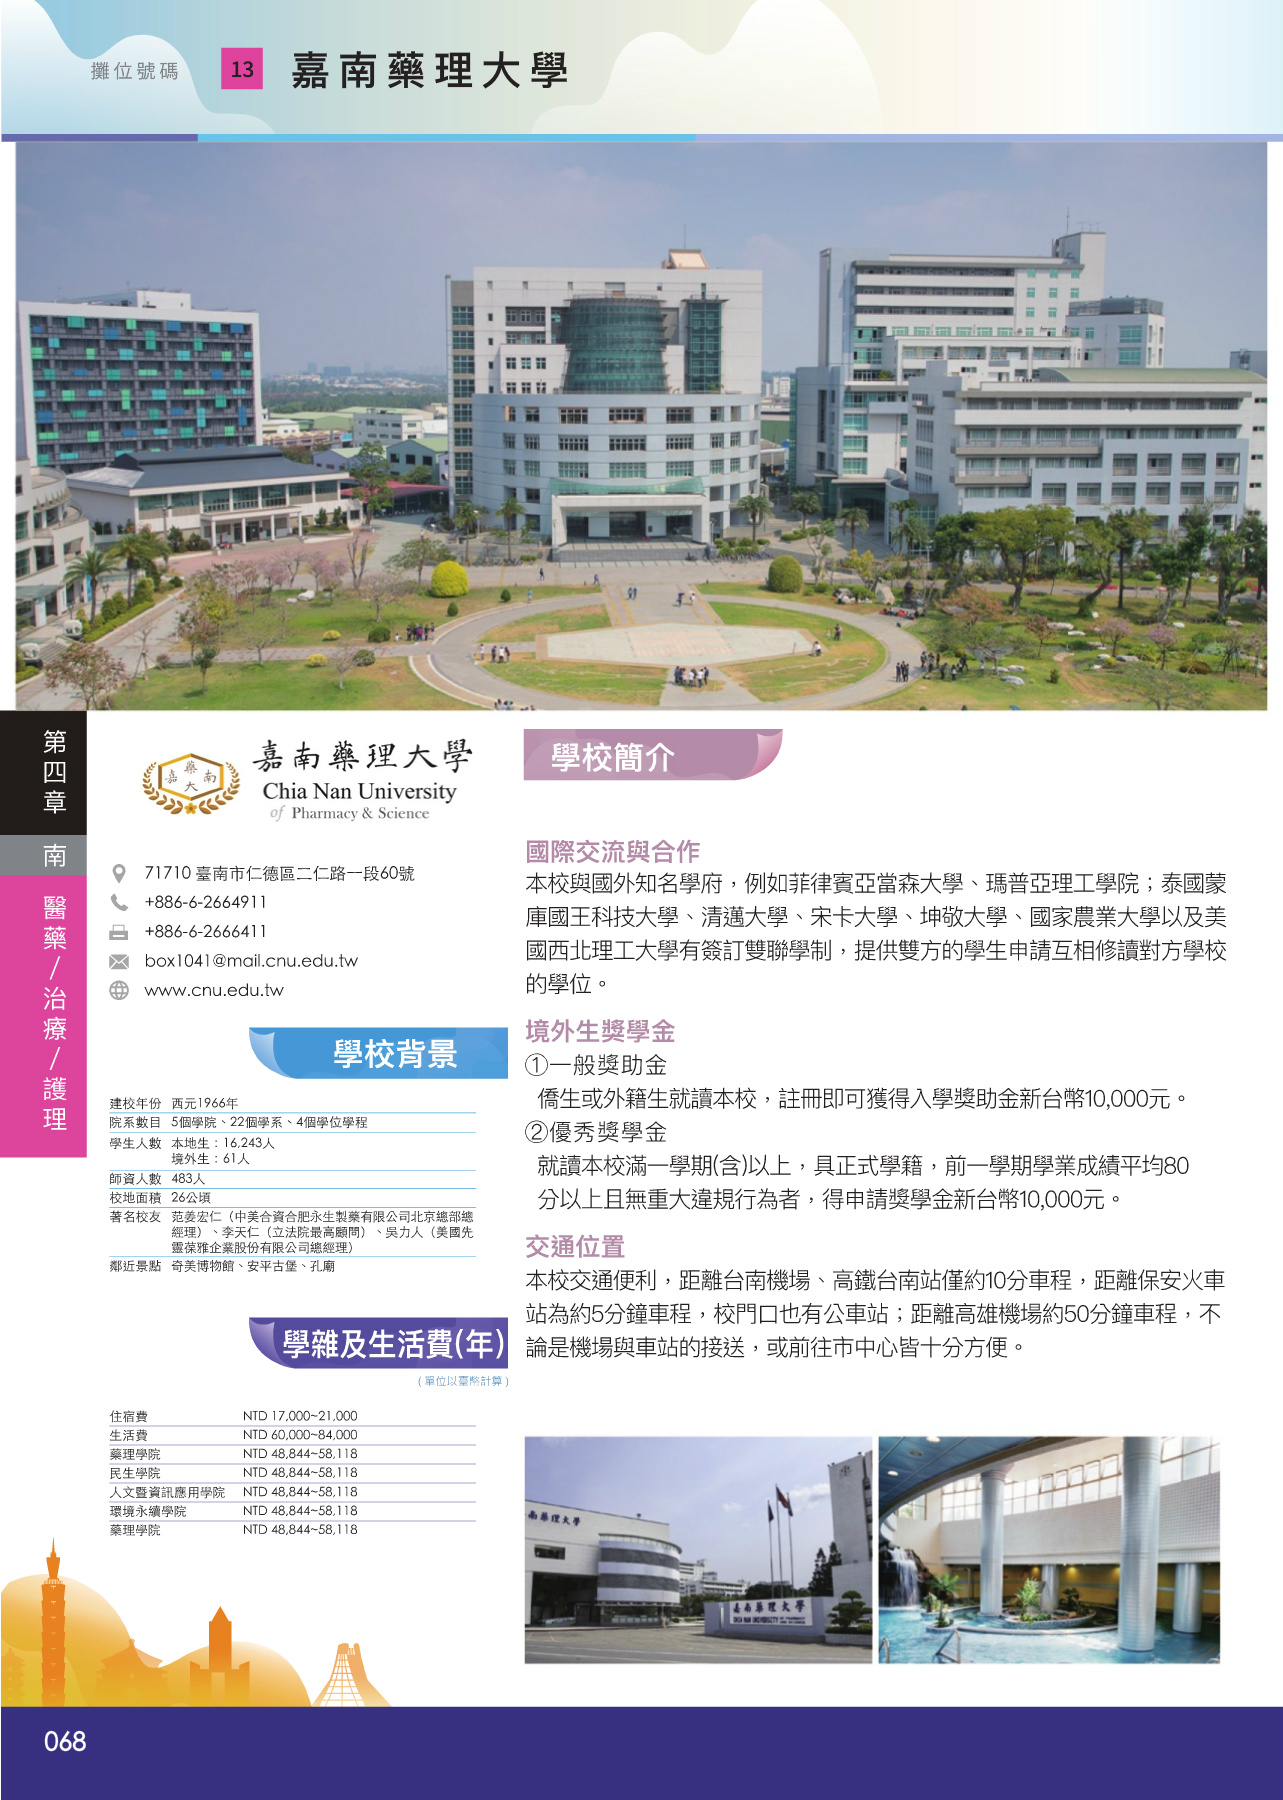 攤位號碼 13 嘉南藥理大學
第四章
南
醫藥/治療/護理
嘉藥南大
嘉南藥理大學
Chia Nan University
of Pharmacy & Science
71710 臺南市仁德區二仁路一段60號
+886-6-2664911
+886-6-2666411
box1041@mail.cnu.edu.tw
www.cnu.edu.tw
學校背景
建校年份 西元1966年
院系數目 5個學院、22個學系、4個學位學程
學生人數 本地生：16,243人
境外生：61人
師資人數 483人
校地面積 26公頃
著名校友 范姜宏仁（中美合資合肥永生製藥有限公司北京總部總
經理）、李天仁（立法院最高顧問）、吳力人（美國先
靈葆雅企業股份有限公司總經理）
鄰近景點 奇美博物館、安平古堡、孔廟
學雜及生活費(年)
(單位以臺幣計算)
住宿費 NTD 17,000~21,000
生活費 NTD 60,000~84,000
藥理學院 NTD 48,844~58,118
民生學院 NTD 48,844~58,118
人文暨資訊應用學院 NTD 48,844~58,118
環境永續學院 NTD 48,844~58,118
藥理學院 NTD 48,844~58,118
學校簡介
國際交流與合作
本校與國外知名學府，例如菲律賓亞當森大學、瑪普亞理工學院；泰國蒙
庫國王科技大學、清邁大學、宋卡大學、坤敬大學、國家農業大學以及美
國西北理工大學有簽訂雙聯學制，提供雙方的學生申請互相修讀對方學校
的學位。
境外生獎學金
①一般獎助金
僑生或外籍生就讀本校，註冊即可獲得入學獎助金新台幣10,000元。
②優秀獎學金
就讀本校滿一學期(含)以上，具正式學籍，前一學期學業成績平均80
分以上且無重大違規行為者，得申請獎學金新台幣10,000元。
交通位置
本校交通便利，距離台南機場、高鐵台南站僅約10分車程，距離保安火車
站為約5分鐘車程，校門口也有公車站；距離高雄機場約50分鐘車程，不
論是機場與車站的接送，或前往市中心皆十分方便。
南藥理大學
嘉南藥理大學
CHIA NAN UNIVERSITY
068